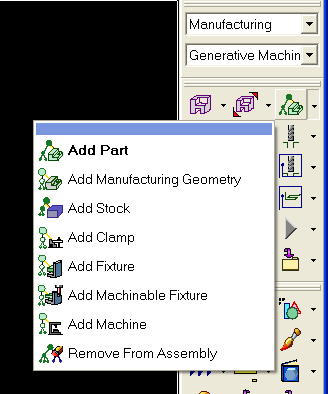 Manufacturing
Generative Machin
Add Part
Add Manufacturing Geometry
Add Stock
Add Clamp
Add Fixture
Add Machinable Fixture
Add Machine
Remove From Assembly